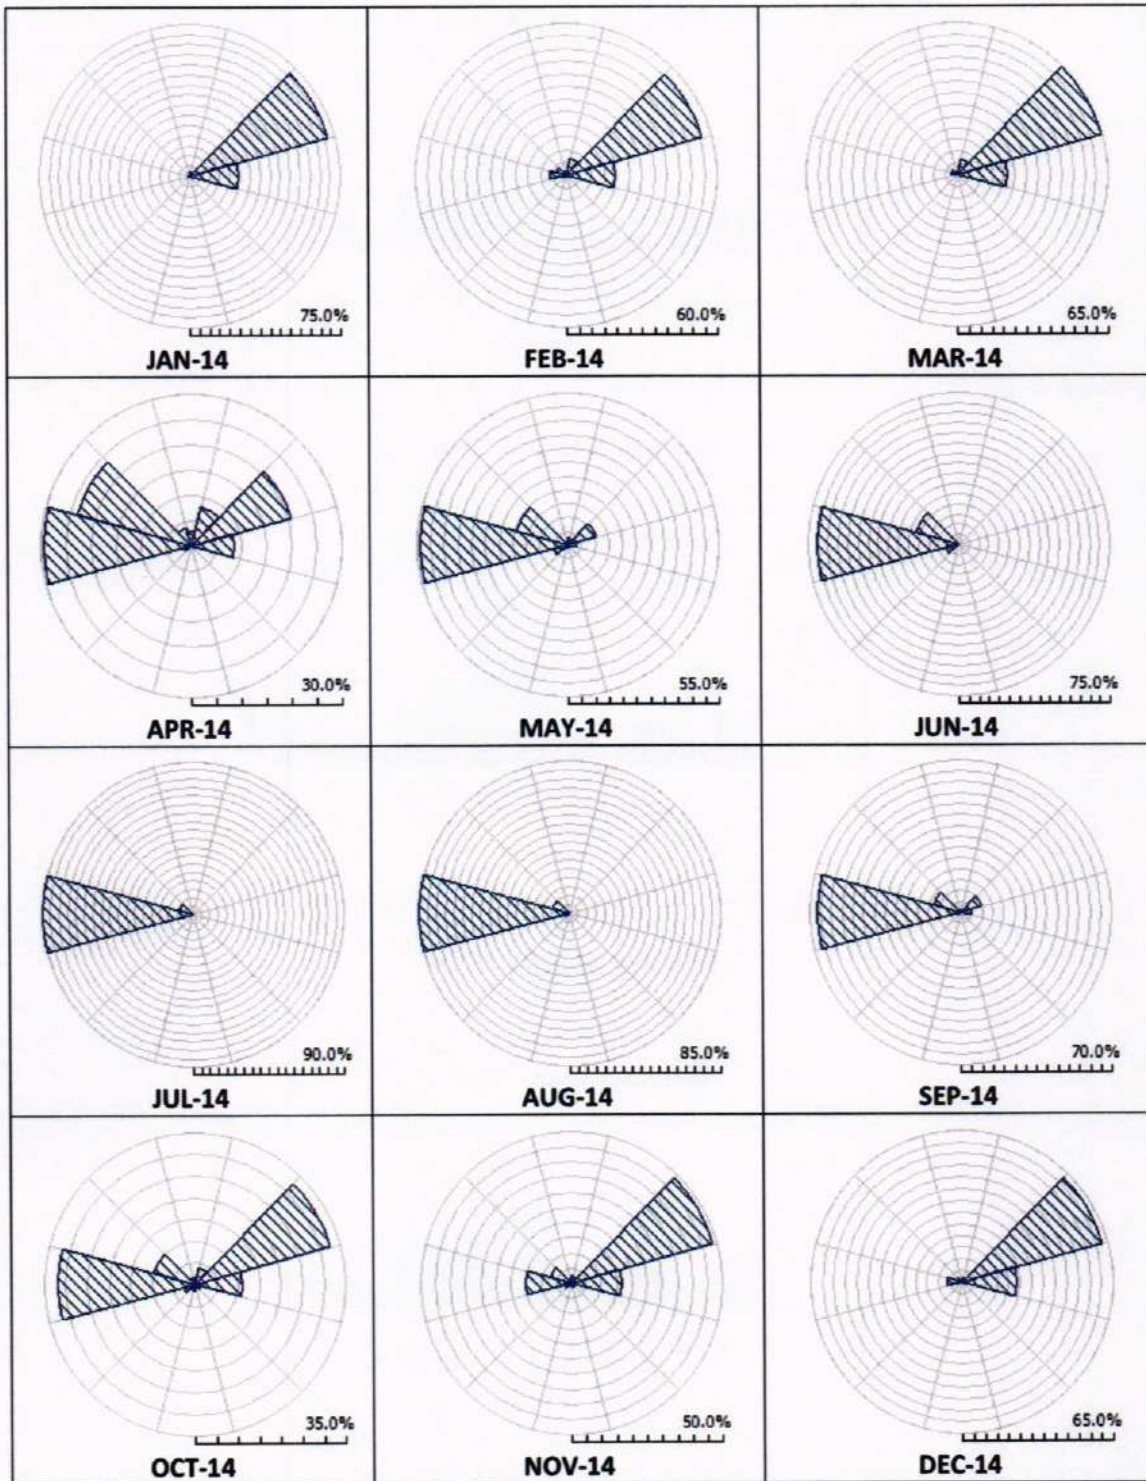 75.0%
JAN-14
60.0%
FEB-14
65.0%
MAR-14
30.0%
APR-14
55.0%
MAY-14
75.0%
JUN-14
90.0%
JUL-14
85.0%
AUG-14
70.0%
SEP-14
35.0%
OCT-14
50.0%
NOV-14
65.0%
DEC-14